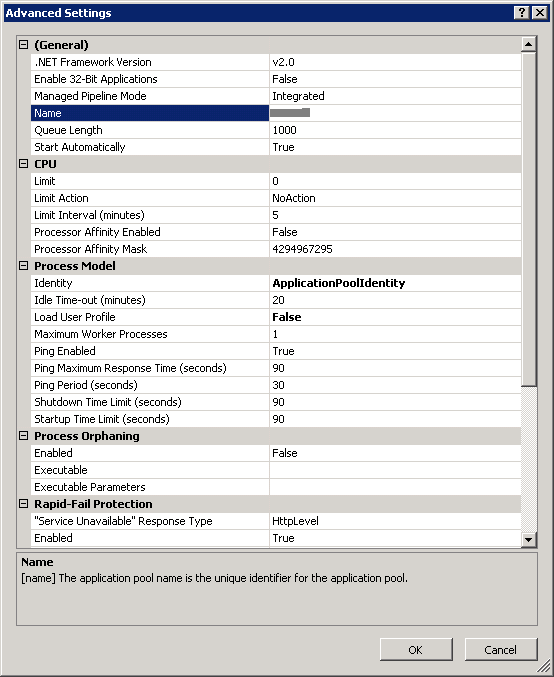 Advanced Settings
(General)
.NET Framework Version v2.0
Enable 32-Bit Applications False
Managed Pipeline Mode Integrated
Name
Queue Length 1000
Start Automatically True
CPU
Limit 0
Limit Action NoAction
Limit Interval (minutes) 5
Processor Affinity Enabled False
Processor Affinity Mask 4294967295
Process Model
Identity ApplicationPoolIdentity
Idle Time-out (minutes) 20
Load User Profile False
Maximum Worker Processes 1
Ping Enabled True
Ping Maximum Response Time (seconds) 90
Ping Period (seconds) 30
Shutdown Time Limit (seconds) 90
Startup Time Limit (seconds) 90
Process Orphaning
Enabled False
Executable
Executable Parameters
Rapid-Fail Protection
"Service Unavailable" Response Type HttpLevel
Enabled True
Name
[name] The application pool name is the unique identifier for the application pool.
OK Cancel